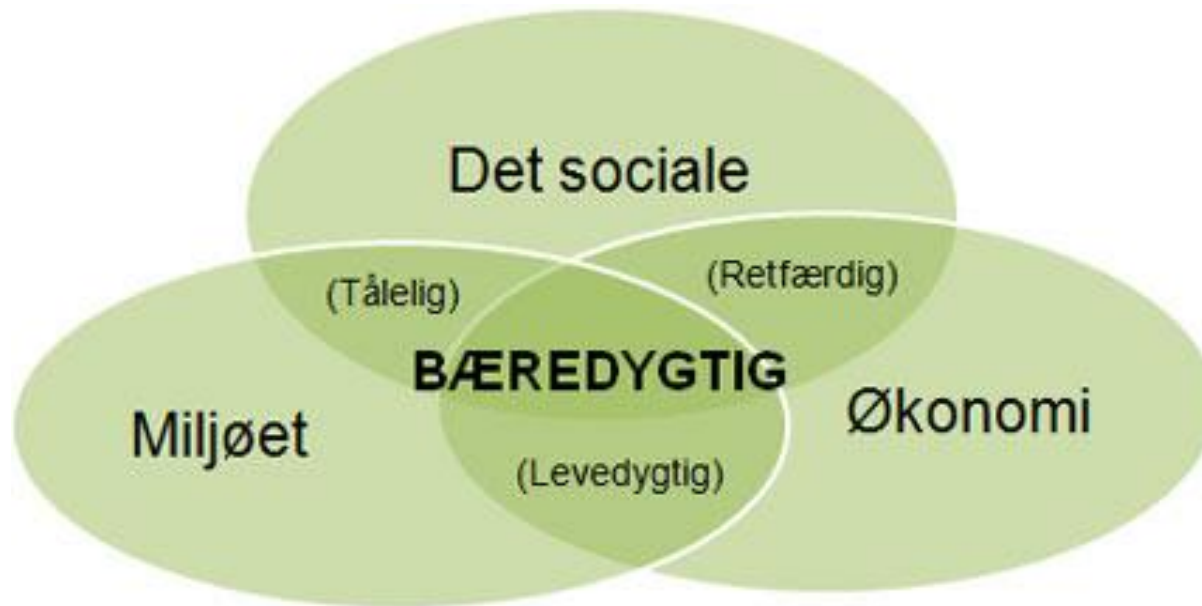 Det sociale
(Tålelig)
(Retfærdig)
BÆREDYGTIG
Miljøet
Økonomi
(Levedygtig)